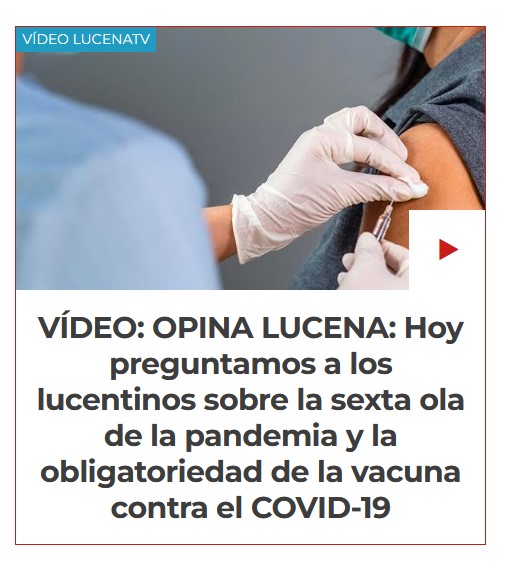 VÍDEO LUCENATV
VÍDEO: OPINA LUCENA: Hoy
preguntamos a los
lucentinos sobre la sexta ola
de la pandemia y la
obligatoriedad de la vacuna
contra el COVID-19